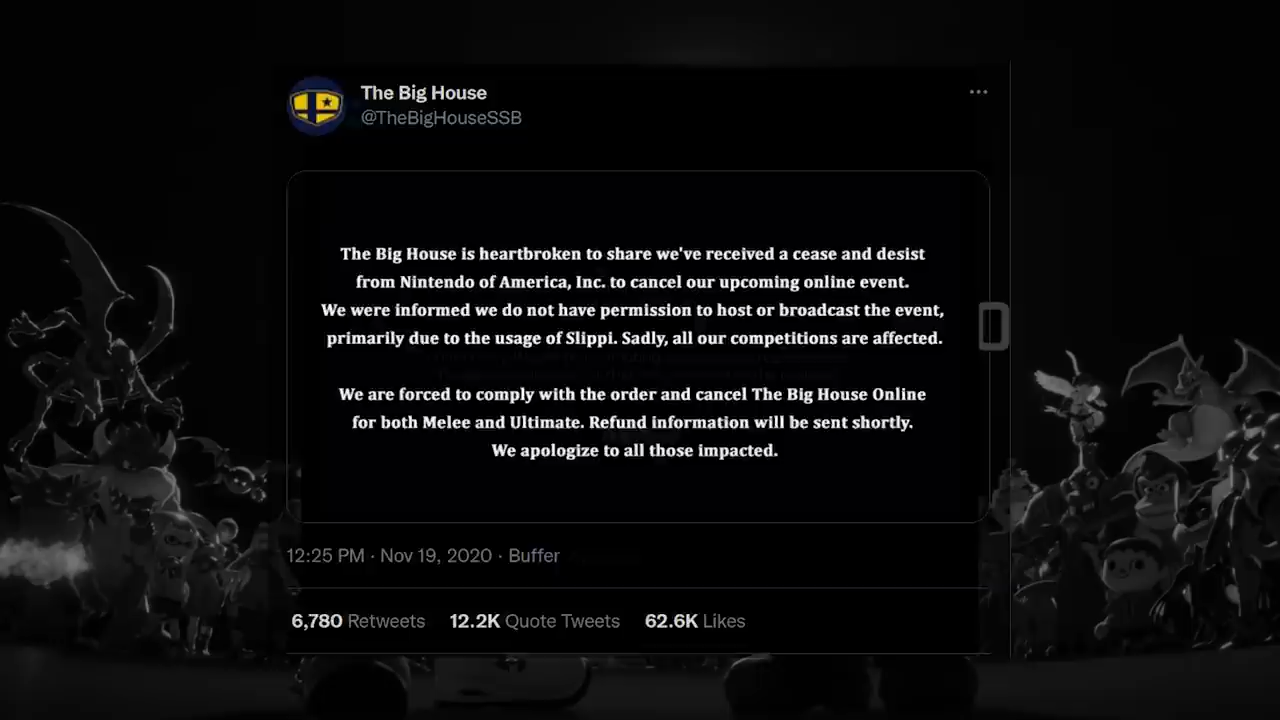 The Big House
@TheBigHouseSSB
The Big House is heartbroken to share we've received a cease and desist
from Nintendo of America, Inc. to cancel our upcoming online event.
We were informed we do not have permission to host or broadcast the event,
primarily due to the usage of Slippi. Sadly, all our competitions are affected.
We are forced to comply with the order and cancel The Big House Online
for both Melee and Ultimate. Refund information will be sent shortly.
We apologize to all those impacted.
12:25 PM · Nov 19, 2020 · Buffer
6,780 Retweets 12.2K Quote Tweets 62.6K Likes